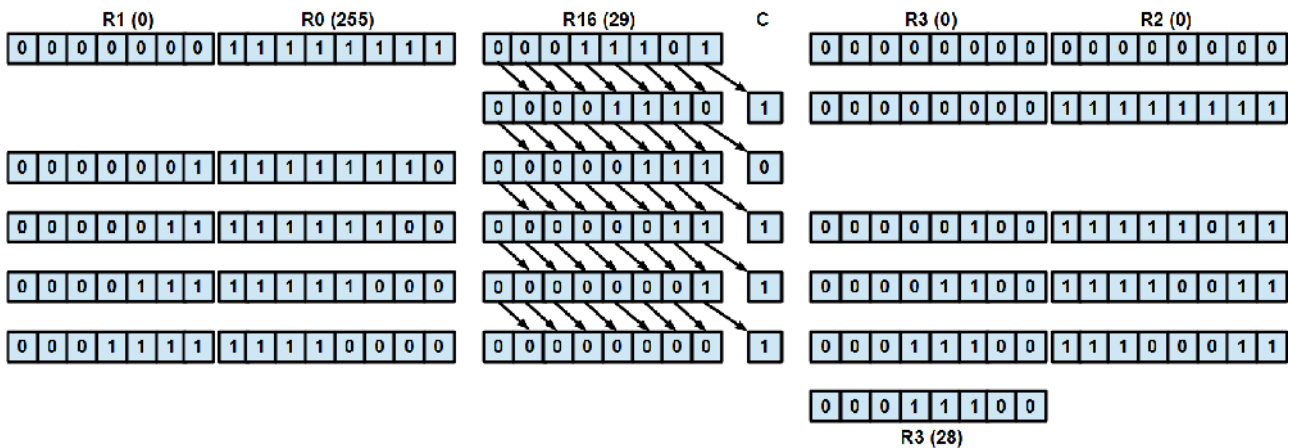 R1 (0) R0 (255) R16 (29) C R3 (0) R2 (0)
0 0 0 0 0 0 0 0 1 1 1 1 1 1 1 1 0 0 0 1 1 1 0 1 0 0 0 0 0 0 0 0 0 0 0 0 0 0 0 0
0 0 0 0 1 1 1 0 1 0 0 0 0 0 0 0 0 1 1 1 1 1 1 1 1
0 0 0 0 0 0 0 1 1 1 1 1 1 1 1 0 0 0 0 0 0 1 1 1 0
0 0 0 0 0 0 1 1 1 1 1 1 1 1 0 0 0 0 0 0 0 0 1 1 1 0 0 0 0 0 1 0 0 1 1 1 1 1 0 1 1
0 0 0 0 0 1 1 1 1 1 1 1 1 0 0 0 0 0 0 0 0 0 0 1 1 0 0 0 0 1 1 0 0 1 1 1 1 0 0 1 1
0 0 0 0 1 1 1 1 1 1 1 1 0 0 0 0 0 0 0 0 0 0 0 0 1 0 0 0 1 1 1 0 0 1 1 1 0 0 0 1 1
0 0 0 1 1 1 0 0
R3 (28)